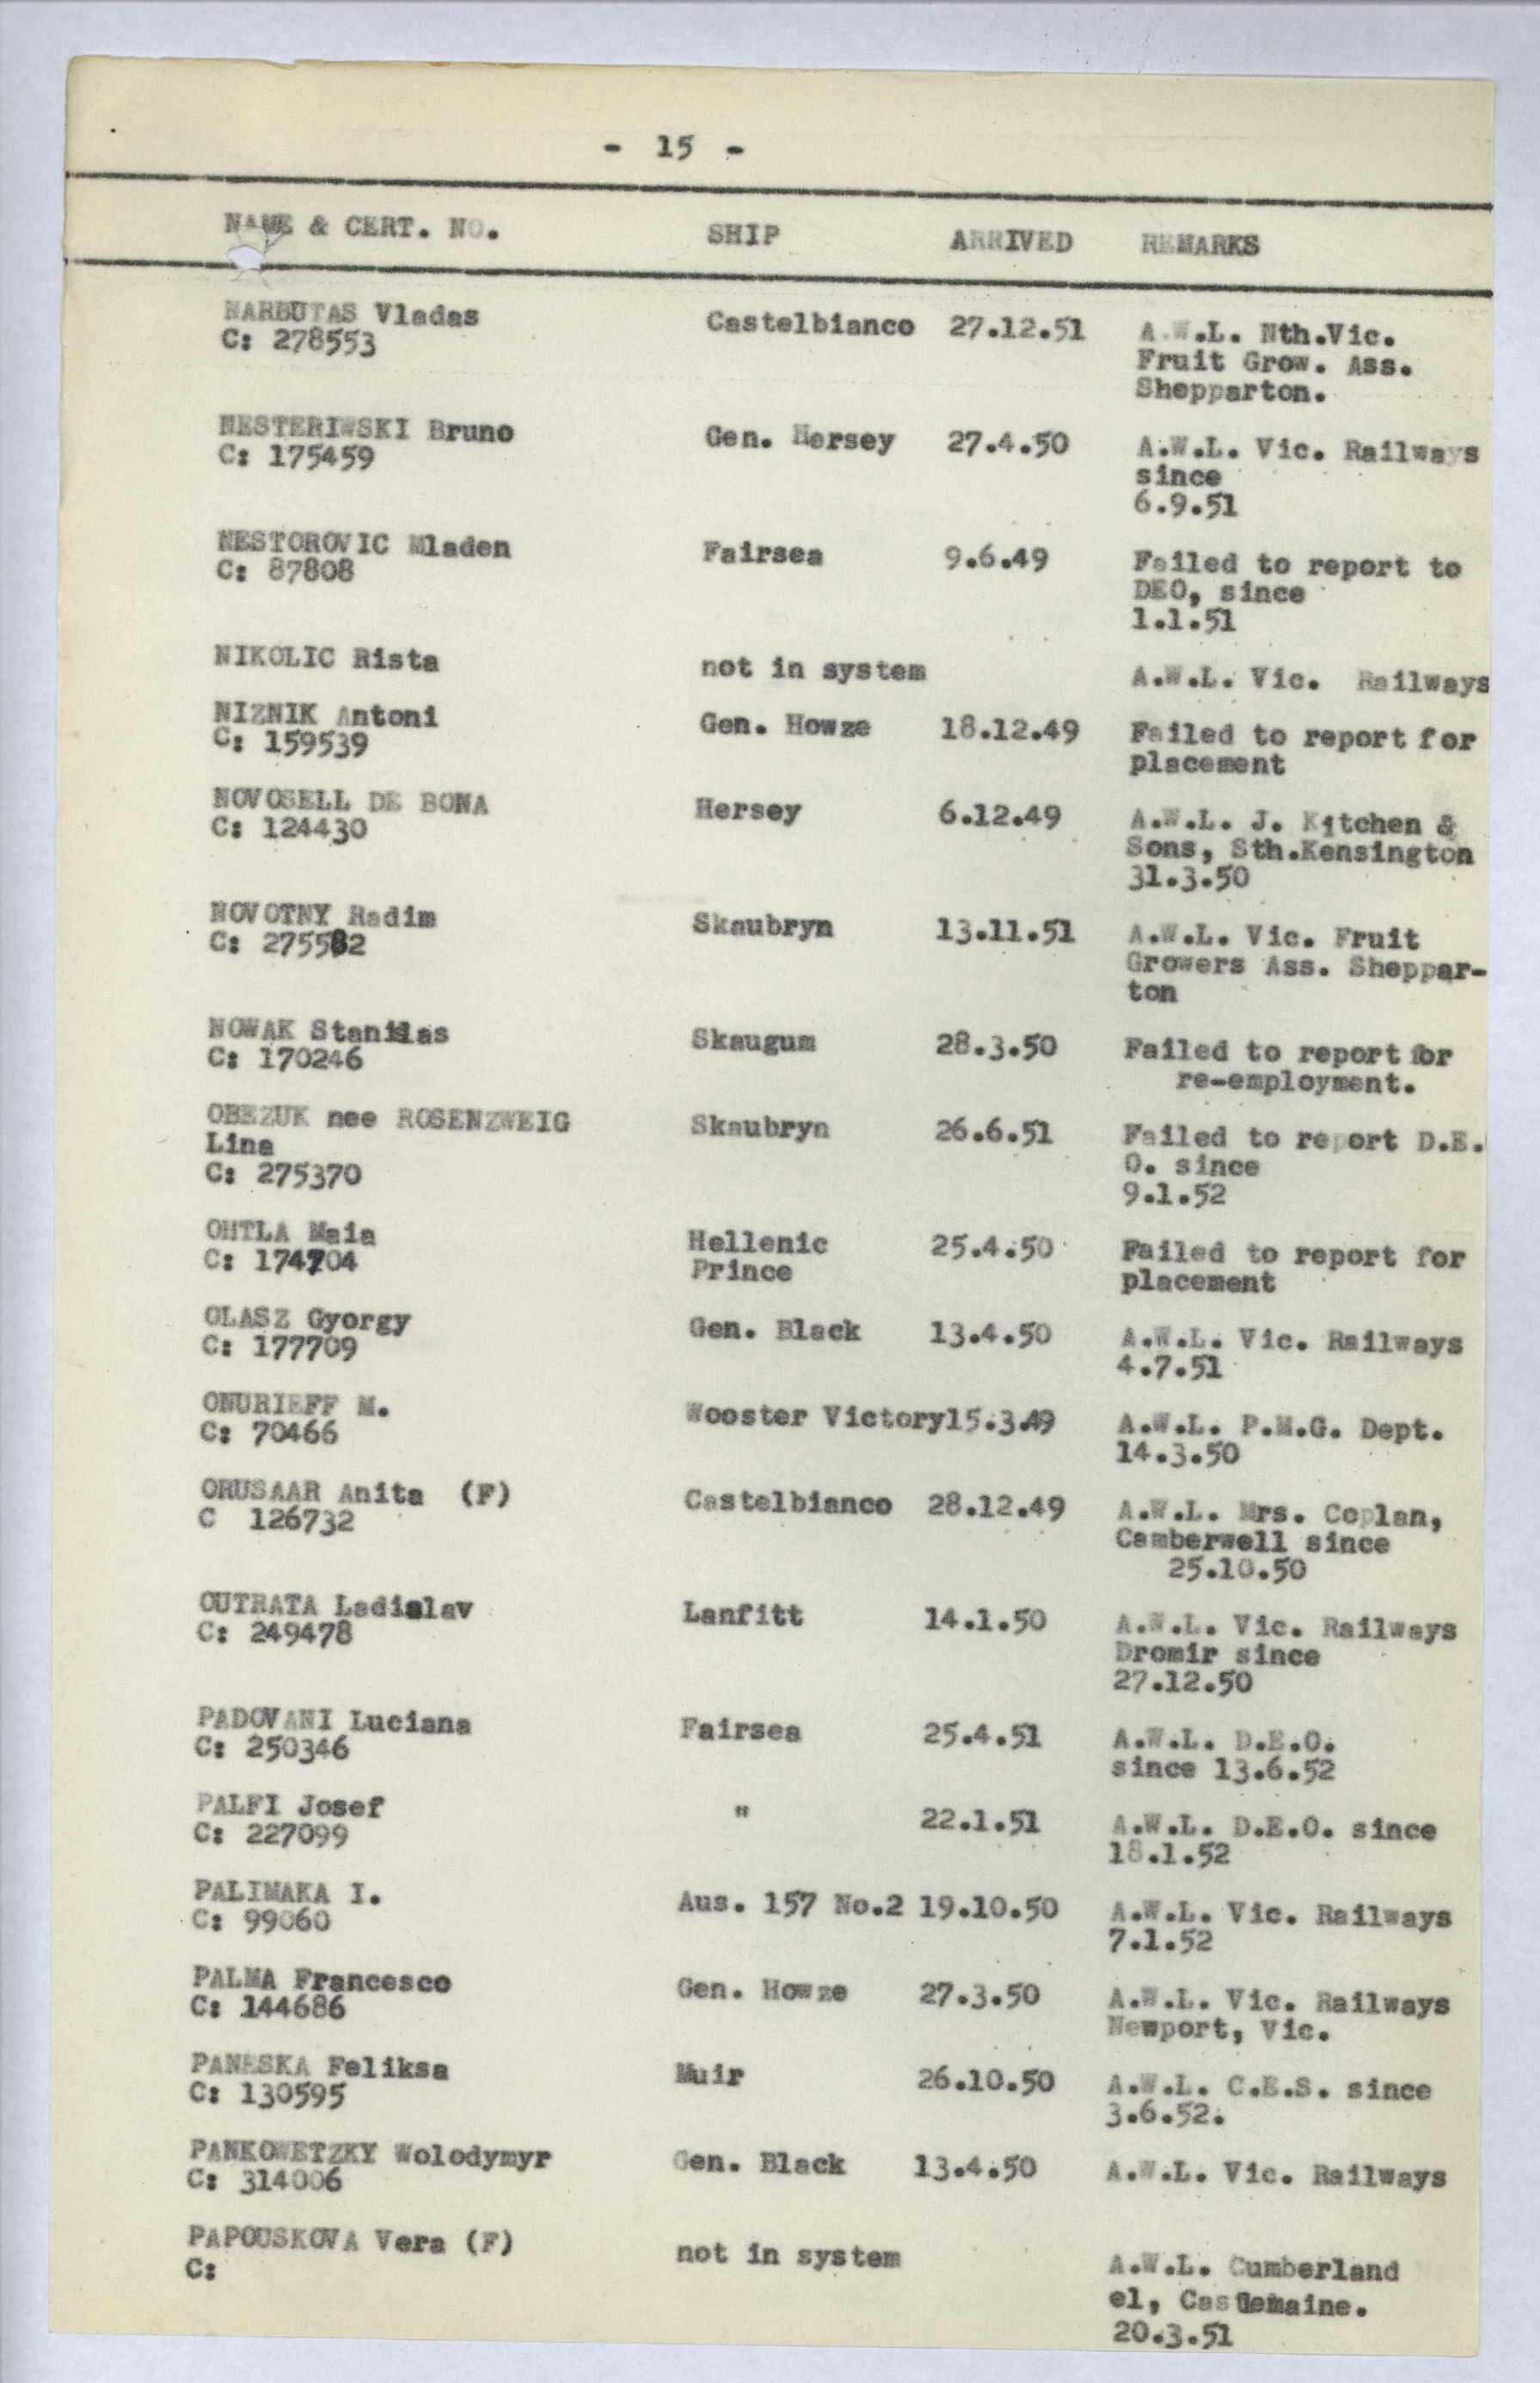 - 15 -
NAME & CERT. NO. SHIP ARRIVED REMARKS
NARBUTAS Vladas Castelbianco 27.12.51 A.W.L. Nth.Vic.
C: 278553 Fruit Grow. Ass.
Shepparton.
NESTERIWSKI Bruno Gen. Hersey 27.4.50 A.W.L. Vic. Railways
C: 175459 since
6.9.51
NESTOROVIC Mladen Fairsea 9.6.49 Failed to report to
C: 87808 DEO, since
1.1.51
NIKOLIC Rista not in system A.W.L. Vic. Railways
NIZNIK Antoni Gen. Howze 18.12.49 Failed to report for
C: 159539 placement
NOVOSELL DE BONA Hersey 6.12.49 A.W.L. J. Kitchen &
C: 124430 Sons, Sth.Kensington
31.3.50
NOVOTNY Radim Skaubryn 13.11.51 A.W.L. Vic. Fruit
C: 275582 Growers Ass. Sheppar-
ton
NOWAK Stanislas Skaugum 28.3.50 Failed to report for
C: 170246 re-employment.
OBEZUK nee ROSENZWEIG Skaubryn 26.6.51 Failed to report D.E.
Lina O. since
C: 275370 9.1.52
OHTLA Maia Hellenic 25.4.50 Failed to report for
C: 174704 Prince placement
OLASZ Gyorgy Gen. Black 13.4.50 A.W.L. Vic. Railways
C: 177709 4.7.51
ONURIEFF M. Wooster Victory15.3.49 A.W.L. P.M.G. Dept.
C: 70466 14.3.50
ORUSAAR Anita (F) Castelbianco 28.12.49 A.W.L. Mrs. Coplan,
C 126732 Camberwell since
25.10.50
OUTRATA Ladislav Lanfitt 14.1.50 A.W.L. Vic. Railways
C: 249478 Dromir since
27.12.50
PADOVANI Luciana Fairsea 25.4.51 A.W.L. D.E.O.
C: 250346 since 13.6.52
PALFI Josef " 22.1.51 A.W.L. D.E.O. since
C: 227099 18.1.52
PALIMAKA I. Aus. 157 No.2 19.10.50 A.W.L. Vic. Railways
C: 99060 7.1.52
PALMA Francesco Gen. Howze 27.3.50 A.W.L. Vic. Railways
C: 144686 Newport, Vic.
PANESKA Feliksa Muir 26.10.50 A.W.L. C.E.S. since
C: 130595 3.6.52.
PANKOWETZKY Wolodymyr Gen. Black 13.4.50 A.W.L. Vic. Railways
C: 314006
PAPOUSKOVA Vera (F) not in system A.W.L. Cumberland
C: el, Castlemaine.
20.3.51